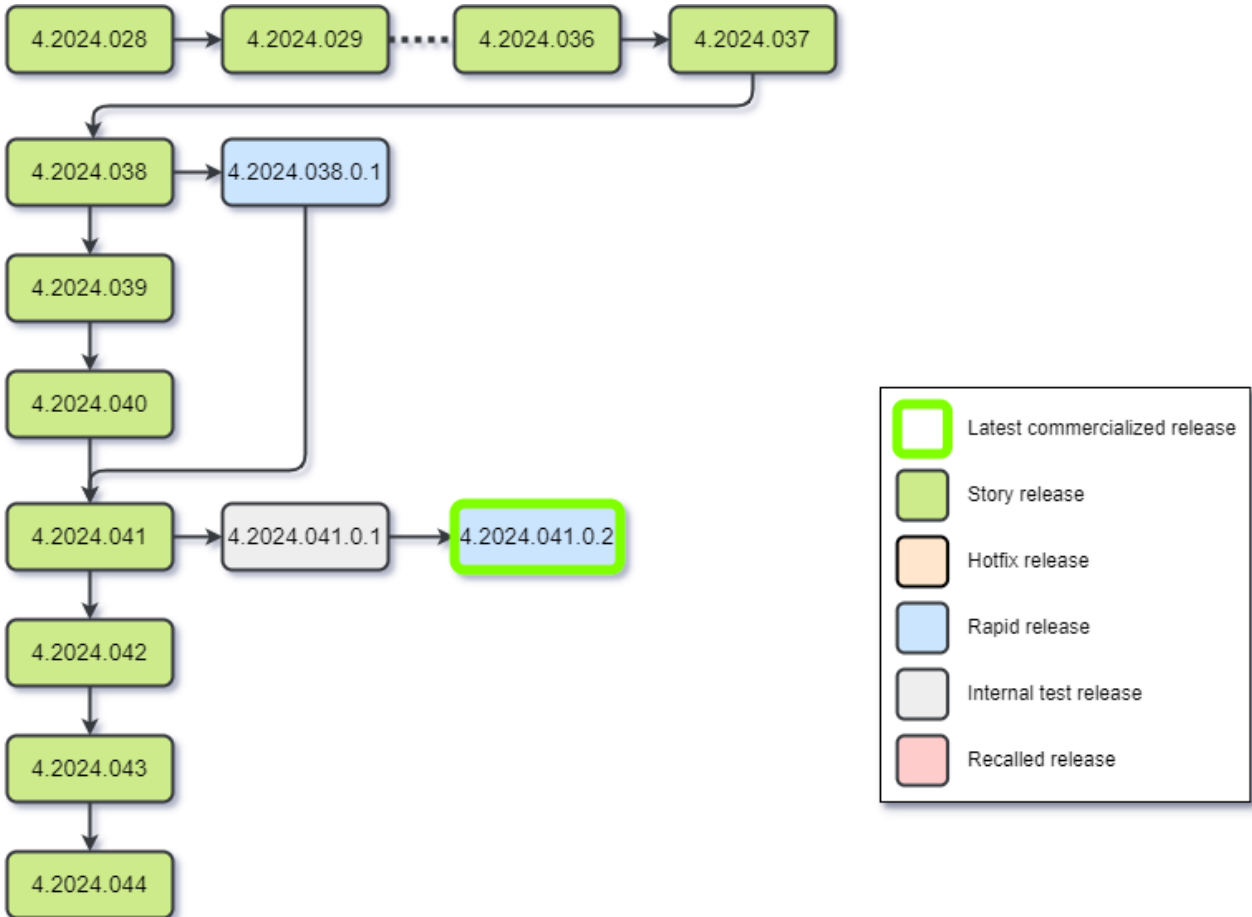 4.2024.028
4.2024.029
4.2024.036
4.2024.037
4.2024.038
4.2024.038.0.1
4.2024.039
4.2024.040
4.2024.041
4.2024.041.0.1
4.2024.041.0.2
4.2024.042
4.2024.043
4.2024.044
Latest commercialized release
Story release
Hotfix release
Rapid release
Internal test release
Recalled release